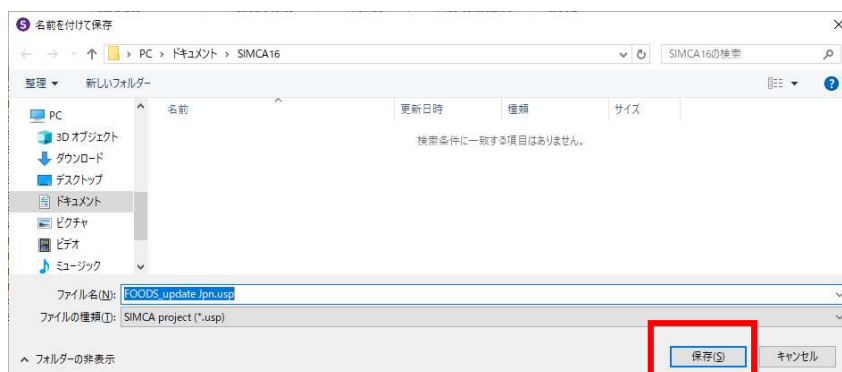 S 名前を付けて保存
PC › ドキュメント › SIMCA16
SIMCA16の検索
整理 新しいフォルダー
名前 更新日時 種類 サイズ
検索条件に一致する項目はありません。
PC
3D オブジェクト
ダウンロード
デスクトップ
ドキュメント
ピクチャ
ビデオ
ミュージック
ファイル名(N): FOODS_update Jpn.usp
ファイルの種類(T): SIMCA project (*.usp)
フォルダーの非表示
保存(S) キャンセル